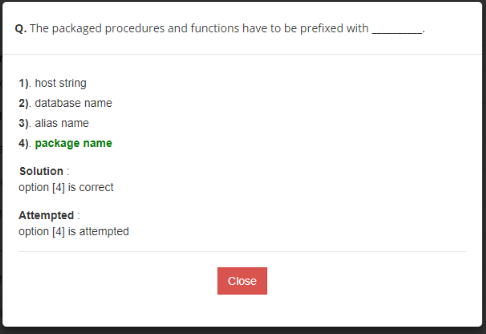 Q. The packaged procedures and functions have to be prefixed with __________.
1). host string
2). database name
3). alias name
4). package name
Solution :
option [4] is correct
Attempted :
option [4] is attempted
Close